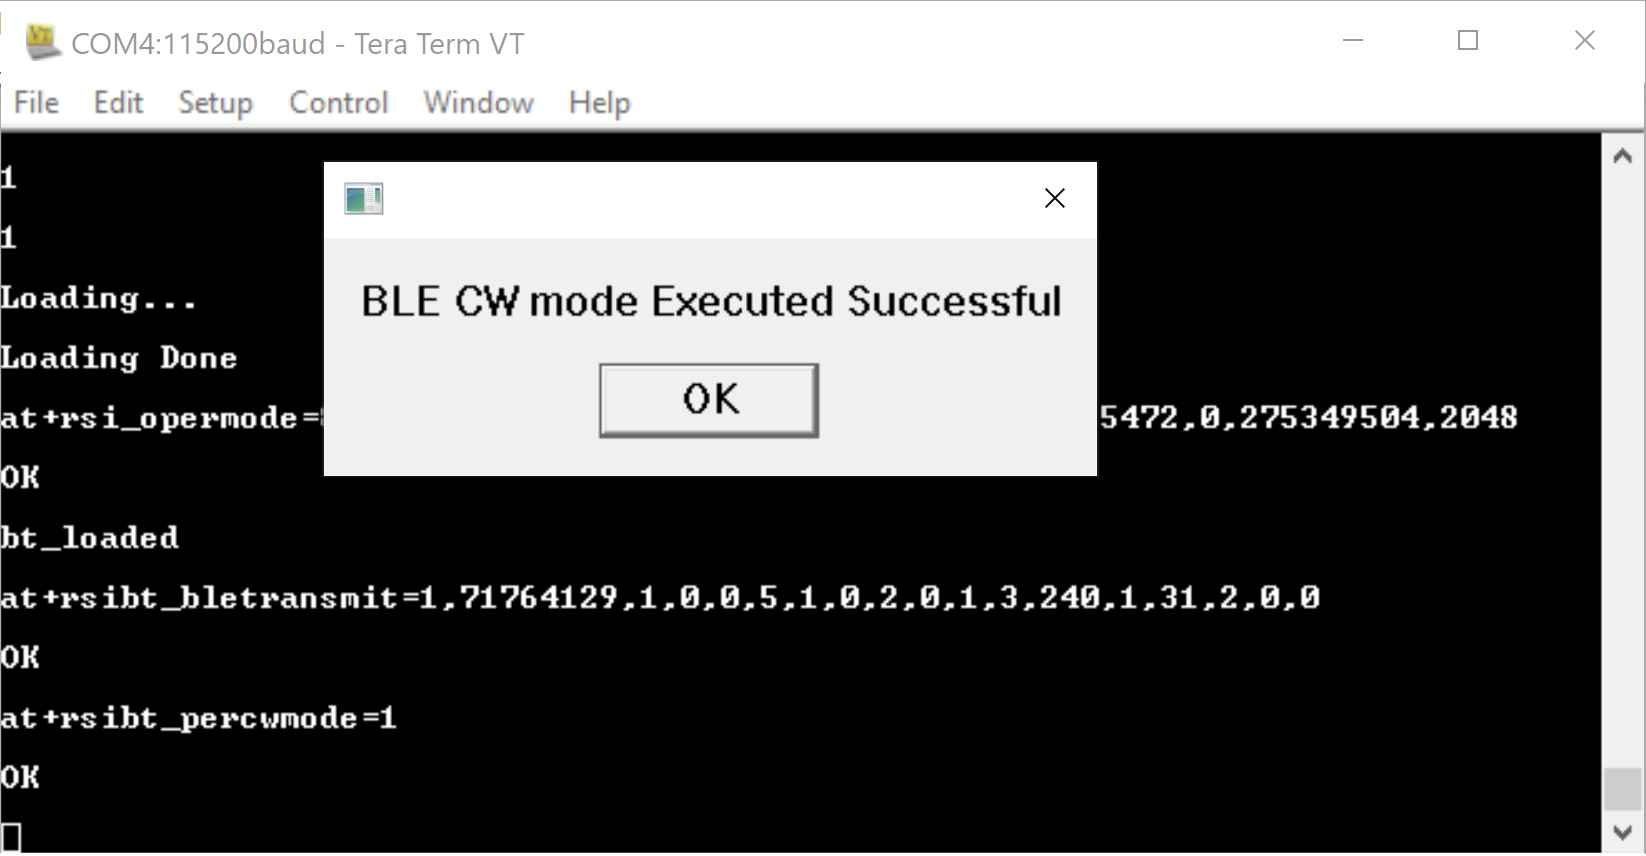 COM4:115200baud - Tera Term VT
File Edit Setup Control Window Help
1
1
Loading...
Loading Done
at+rsi_opermode= 5472,0,275349504,2048
OK
bt_loaded
at+rsibt_bletransmit=1,71764129,1,0,0,5,1,0,2,0,1,3,240,1,31,2,0,0
OK
at+rsibt_percwmode=1
OK
BLE CW mode Executed Successful
OK